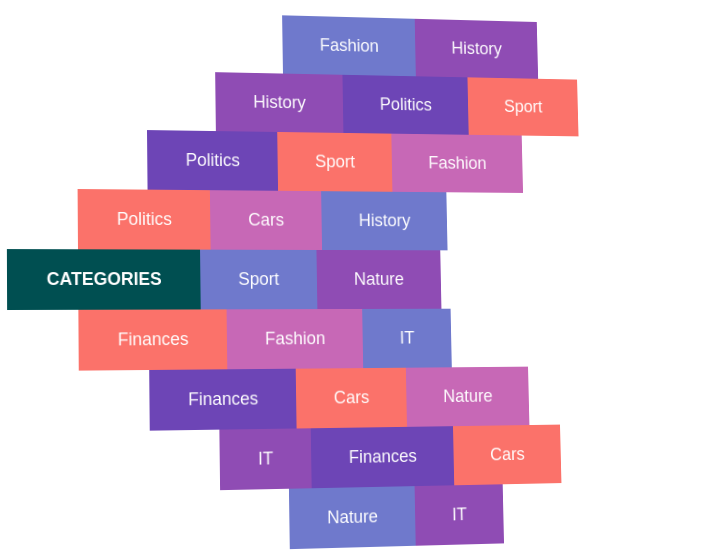 Fashion History
History Politics Sport
Politics Sport Fashion
Politics Cars History
CATEGORIES Sport Nature
Finances Fashion IT
Finances Cars Nature
IT Finances Cars
Nature IT